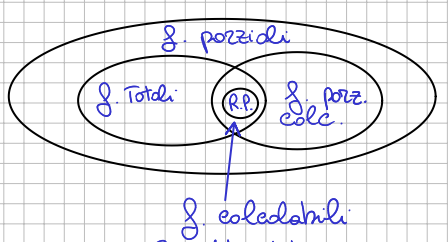 f. parziali
f. Totali
R.P.
f. parz.
calc.
f. calcolabili